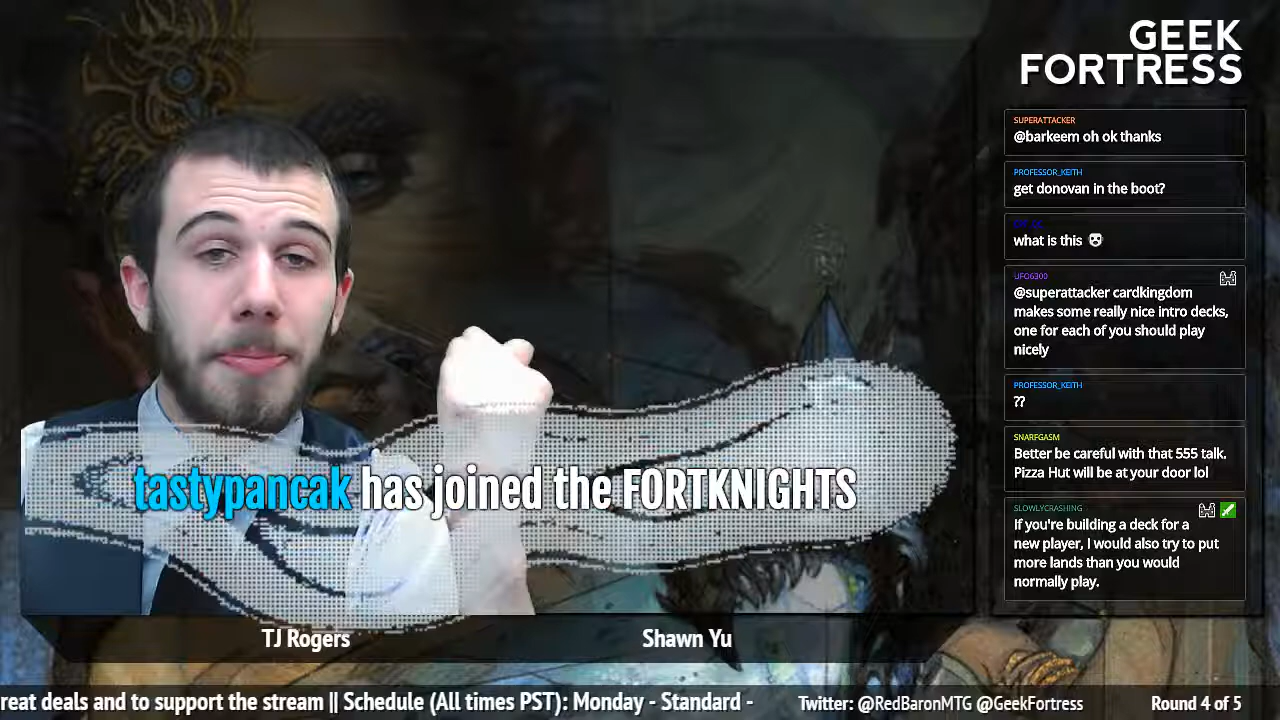 GEEK
FORTRESS
SUPERATTACKER
@barkeem oh ok thanks
PROFESSOR_KEITH
get donovan in the boot?
what is this
UFO6300
@superattacker cardkingdom
makes some really nice intro decks,
one for each of you should play
nicely
PROFESSOR_KEITH
??
SNARFGASM
Better be careful with that 555 talk.
Pizza Hut will be at your door lol
SLOWLYCRASHING
If you're building a deck for a
new player, I would also try to put
more lands than you would
normally play.
tastypancak has joined the FORTKNIGHTS
TJ Rogers
Shawn Yu
reat deals and to support the stream || Schedule (All times PST): Monday - Standard -
Twitter: @RedBaronMTG @GeekFortress
Round 4 of 5